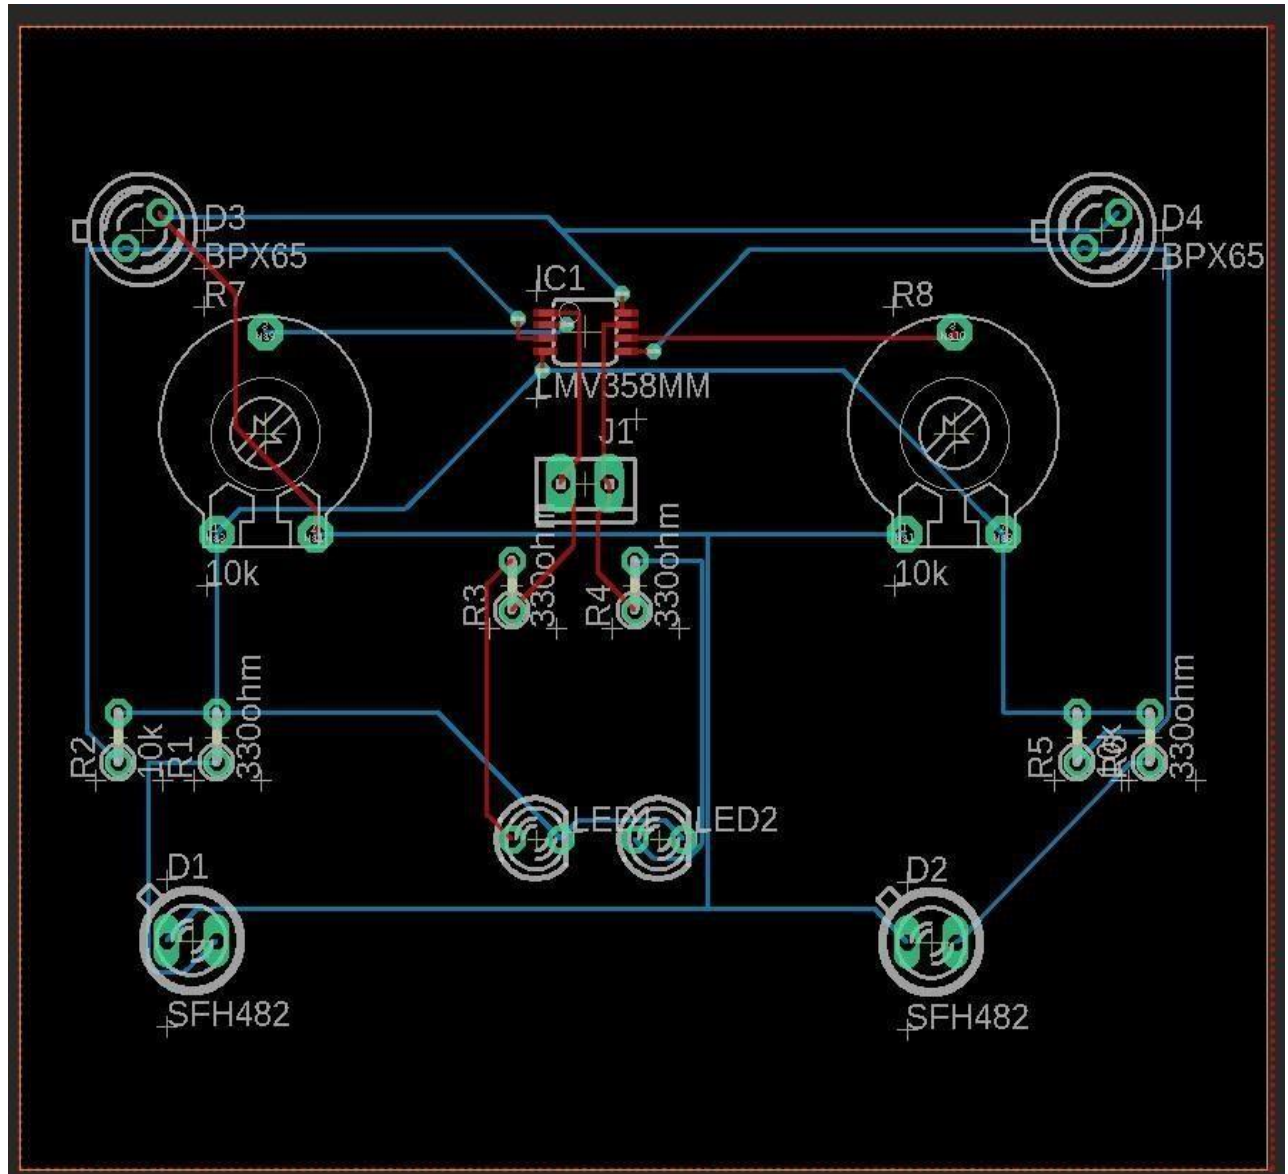 D3
BPX65
R7
D4
BPX65
IC1
R8
LMV358MM
J1
10k
10k
R3
330ohm
R4
330ohm
R2
10k
R1
330ohm
R5
330ohm
LED1
LED2
D1
SFH482
D2
SFH482